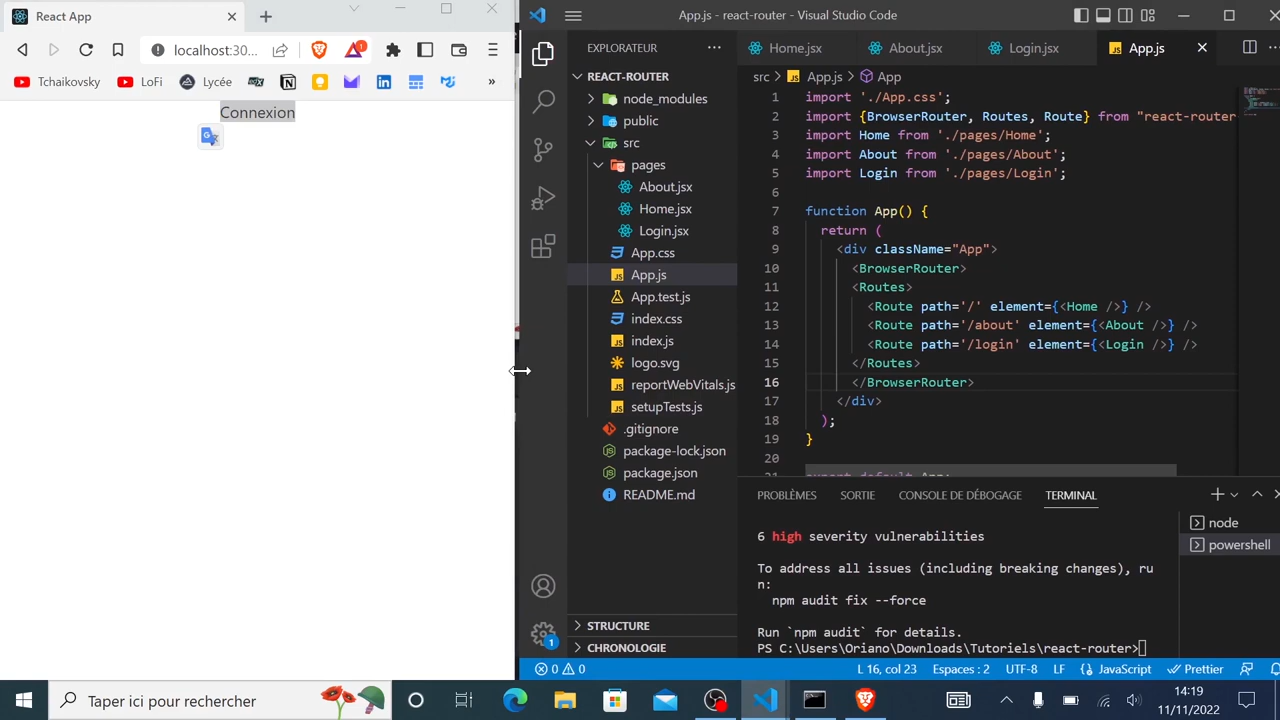 React App
localhost:30...
1
Tchaikovsky
LoFi
Lycée
»
Connexion
App.js - react-router - Visual Studio Code
EXPLORATEUR
REACT-ROUTER
node_modules
public
src
pages
About.jsx
Home.jsx
Login.jsx
App.css
App.js
App.test.js
index.css
index.js
logo.svg
reportWebVitals.js
setupTests.js
.gitignore
package-lock.json
package.json
README.md
STRUCTURE
CHRONOLOGIE
Home.jsx
About.jsx
Login.jsx
App.js
src > App.js > App
1 import './App.css';
2 import {BrowserRouter, Routes, Route} from "react-router
3 import Home from './pages/Home';
4 import About from './pages/About';
5 import Login from './pages/Login';
6
7 function App() {
8 return (
9 <div className="App">
10 <BrowserRouter>
11 <Routes>
12 <Route path='/' element={<Home />} />
13 <Route path='/about' element={<About />} />
14 <Route path='/login' element={<Login />} />
15 </Routes>
16 </BrowserRouter>
17 </div>
18 );
19 }
20
21 export default App;
PROBLÈMES
SORTIE
CONSOLE DE DÉBOGAGE
TERMINAL
6 high severity vulnerabilities
To address all issues (including breaking changes), ru
n:
npm audit fix --force
Run `npm audit` for details.
PS C:\Users\Oriano\Downloads\Tutoriels\react-router>
node
powershell
1
0 0
L 16, col 23
Espaces : 2
UTF-8
LF
JavaScript
Prettier
Taper ici pour rechercher
14:19
11/11/2022